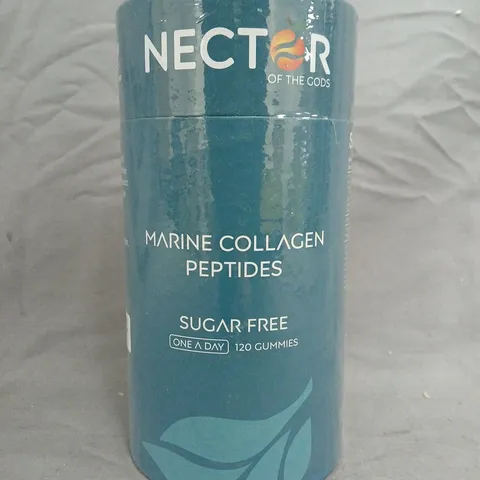 NECTOR
OF THE GODS
MARINE COLLAGEN
PEPTIDES
SUGAR FREE
ONE A DAY 120 GUMMIES